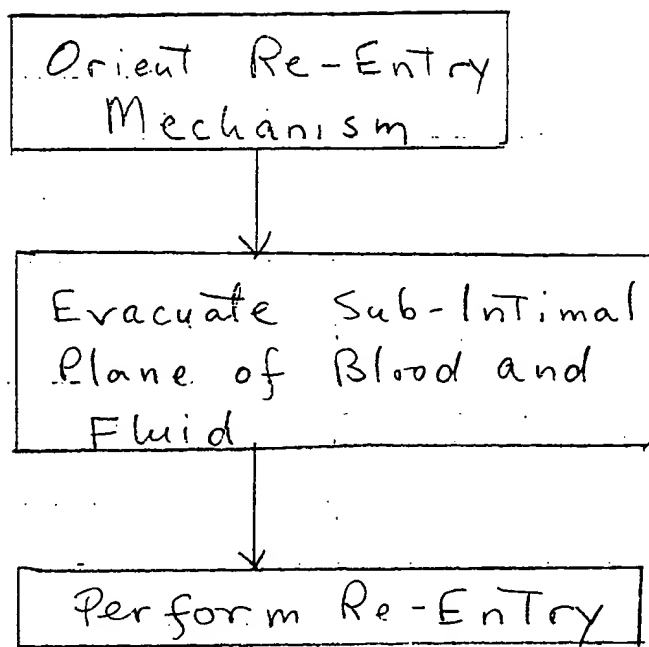 Orient Re-Entry
Mechanism
Evacuate Sub-Intimal
Plane of Blood and
Fluid
Perform Re-Entry